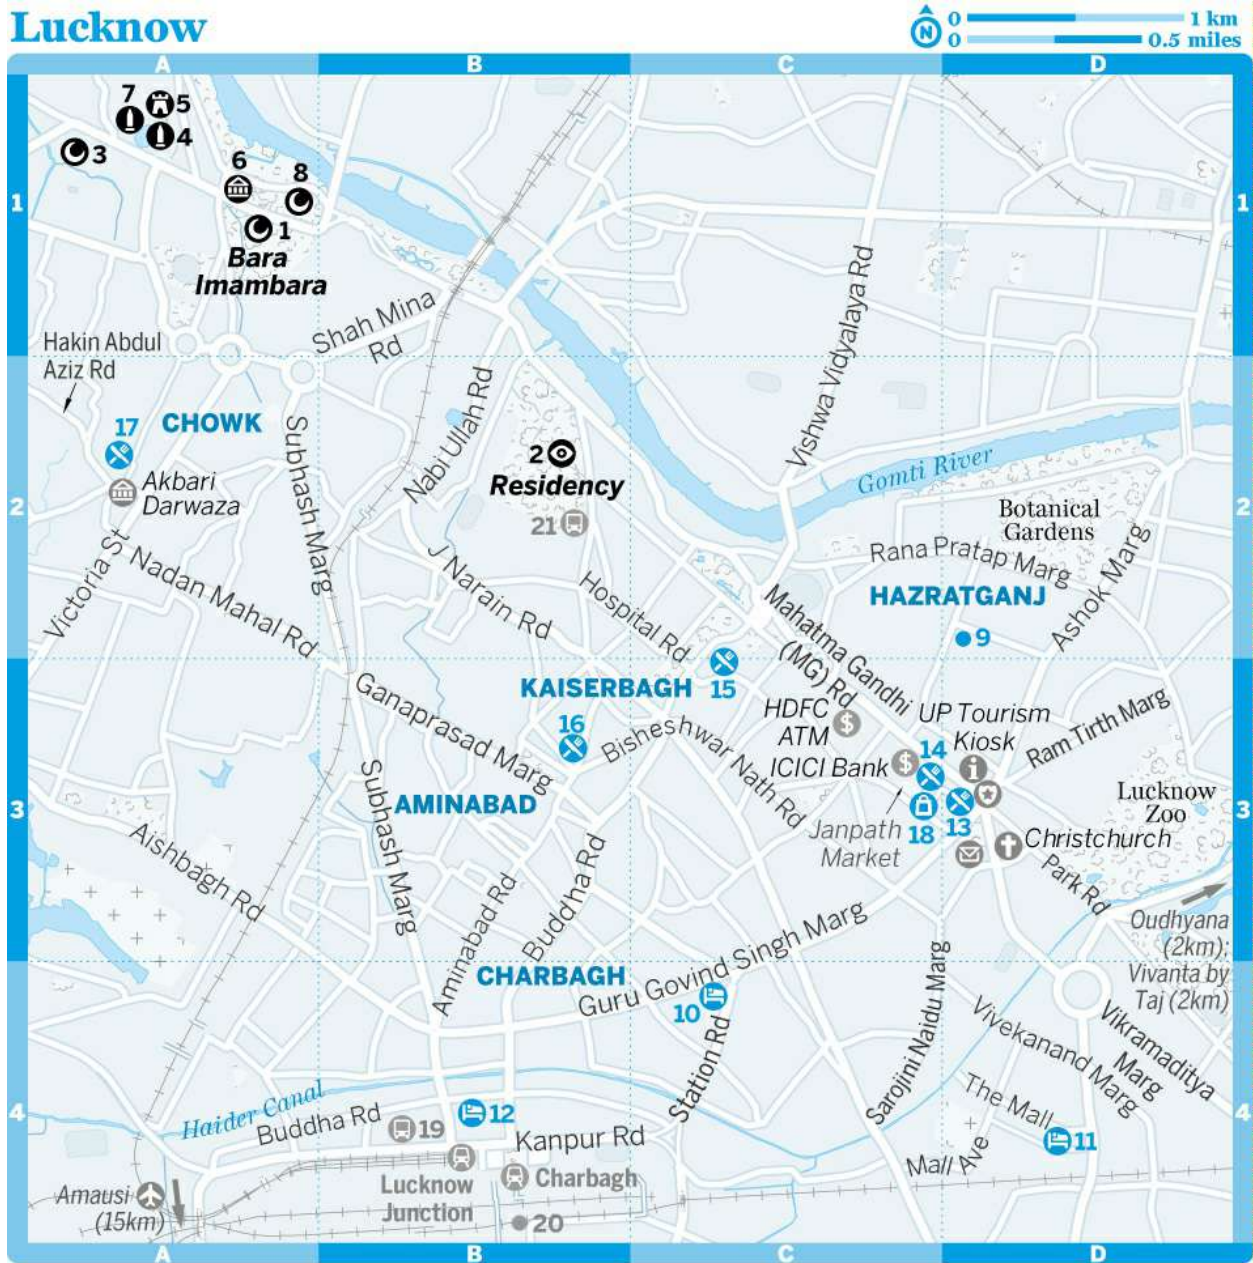 Lucknow
0 1 km
N
0 0.5 miles
A B C D
7
5
4
3
6
8
1
1
1
Bara
Imambara
Shah Mina
Rd
Hakin Abdul
Aziz Rd
Vishwa Vidyalaya Rd
Nabi Ullah Rd
CHOWK
17
Subhash Marg
2
Residency
Gomti River
Akbari
Darwaza
2
2
21
Botanical
Gardens
Rana Pratap Marg
Ashok Marg
Victoria St
Nadan Mahal Rd
J Narain Rd
Hospital Rd
HAZRATGANJ
9
Mahatma Gandhi
(MG) Rd
KAISERBAGH
15
Ganaprasad Marg
16
Bisheshwar Nath Rd
HDFC
ATM
$
UP Tourism
Kiosk
i
Ram Tirth Marg
ICICI Bank
$
14
Subhash Marg
AMINABAD
Lucknow
Zoo
3
3
Janpath
Market
18
13
Christchurch
Aishbagh Rd
Park Rd
Aminabad Rd
Buddha Rd
Guru Govind Singh Marg
Oudhyana
(2km);
Vivanta by
Taj (2km)
CHARBAGH
10
Station Rd
Sarojini Naidu Marg
Vivekanand Marg
Vikramaditya
Marg
Haider Canal
The Mall
4
4
Buddha Rd
19
12
Kanpur Rd
Mall Ave
11
Amausi
(15km)
Lucknow
Junction
Charbagh
20
A B C D